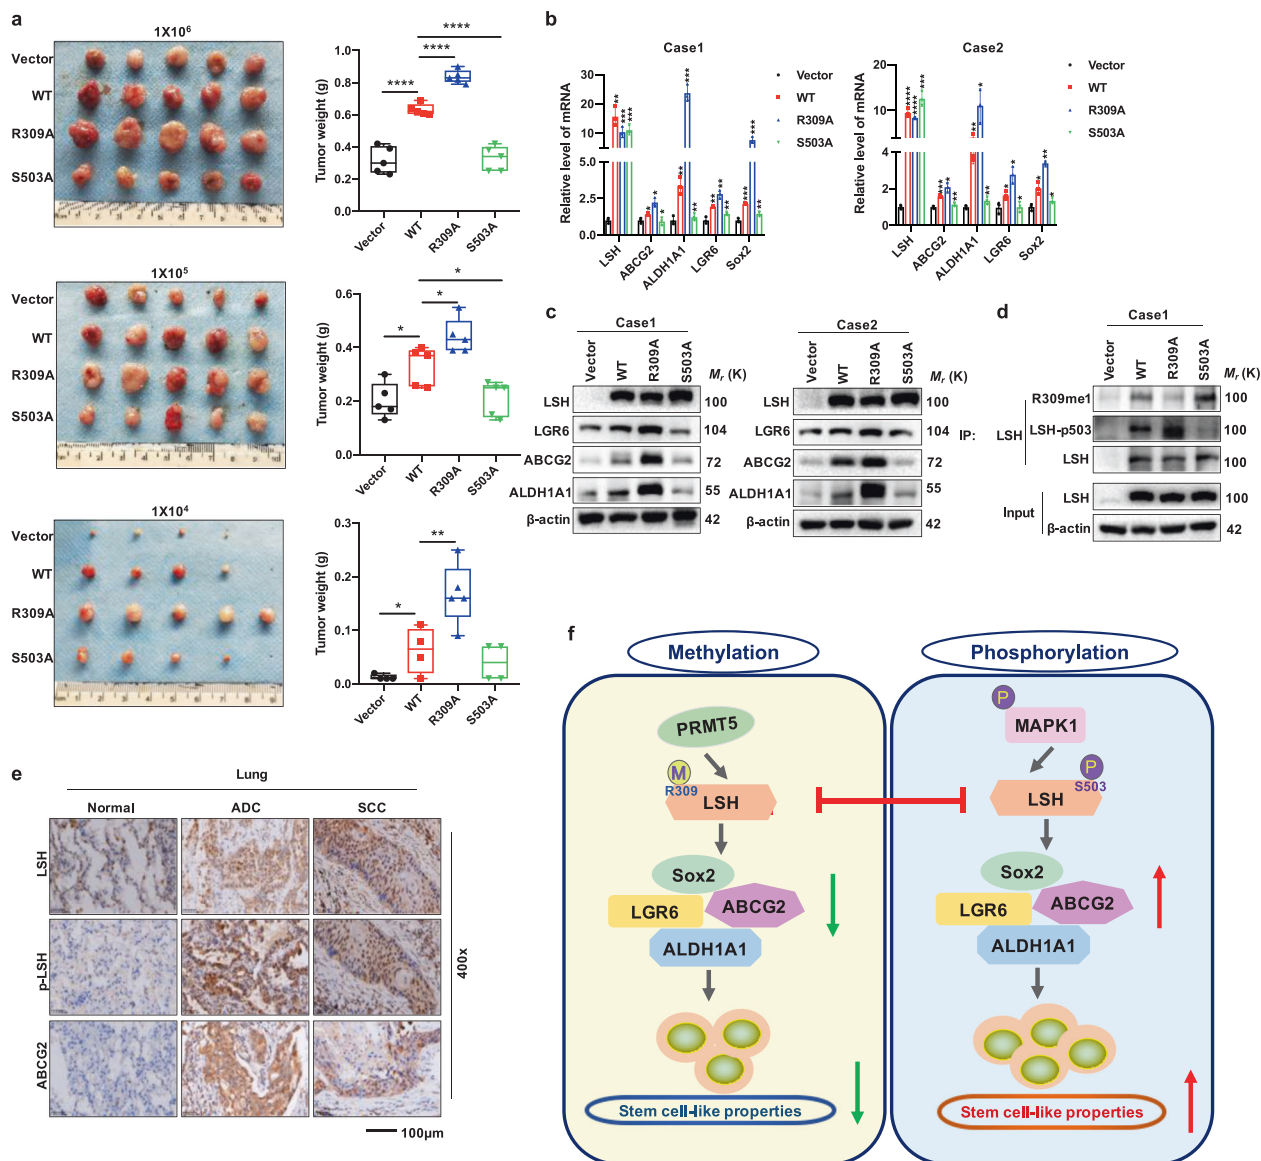 a
1X10⁶
Vector
WT
R309A
S503A
Tumor weight (g)
1.0
0.8
0.6
0.4
0.2
0.0
****
****
****
Vector
WT
R309A
S503A
1X10⁵
Vector
WT
R309A
S503A
Tumor weight (g)
0.6
0.4
0.2
0.0
*
*
*
Vector
WT
R309A
S503A
1X10⁴
Vector
WT
R309A
S503A
Tumor weight (g)
0.3
0.2
0.1
0.0
*
**
Vector
WT
R309A
S503A
b
Case1
Relative level of mRNA
30
20
10
5.0
2.5
0.0
LSH
ABCG2
ALDH1A1
LGR6
Sox2
Vector
WT
R309A
S503A
Case2
Relative level of mRNA
20
10
4
2
0
LSH
ABCG2
ALDH1A1
LGR6
Sox2
Vector
WT
R309A
S503A
c
Case1
Vector
WT
R309A
S503A
Mr (K)
LSH
100
LGR6
104
ABCG2
72
ALDH1A1
55
β-actin
42
Case2
Vector
WT
R309A
S503A
Mr (K)
LSH
100
LGR6
104
ABCG2
72
ALDH1A1
55
β-actin
42
d
Case1
Vector
WT
R309A
S503A
Mr (K)
IP:
LSH
R309me1
100
LSH-p503
100
LSH
100
Input
LSH
100
β-actin
42
e
Lung
Normal
ADC
SCC
LSH
p-LSH
ABCG2
400x
100μm
f
Methylation
PRMT5
M
R309
LSH
Sox2
LGR6
ABCG2
ALDH1A1
Stem cell-like properties
Phosphorylation
P
MAPK1
P
S503
LSH
Sox2
LGR6
ABCG2
ALDH1A1
Stem cell-like properties